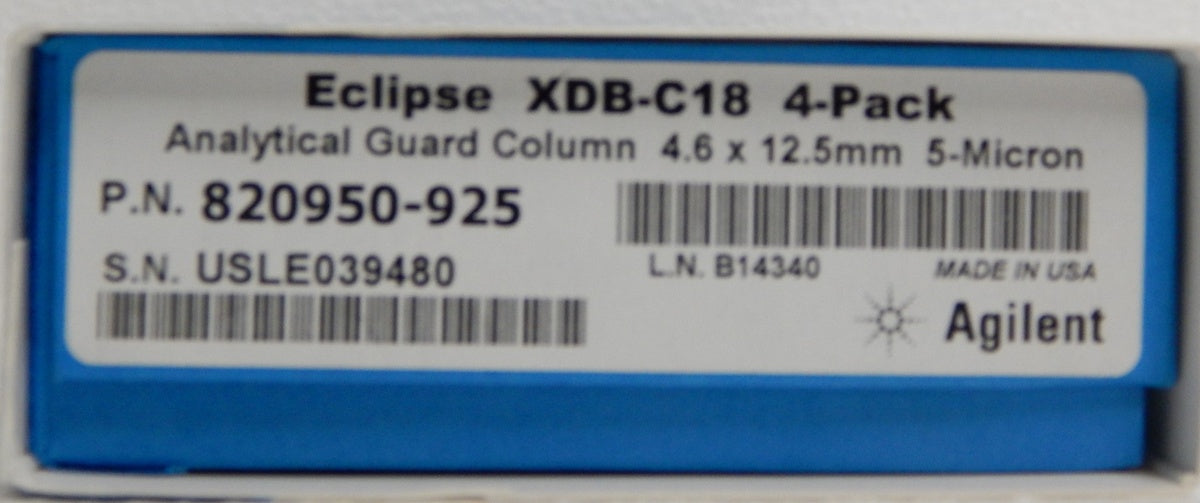 Eclipse XDB-C18 4-Pack
Analytical Guard Column 4.6 x 12.5mm 5-Micron
P.N. 820950-925
S.N. USLE039480
L.N. B14340 MADE IN USA
Agilent